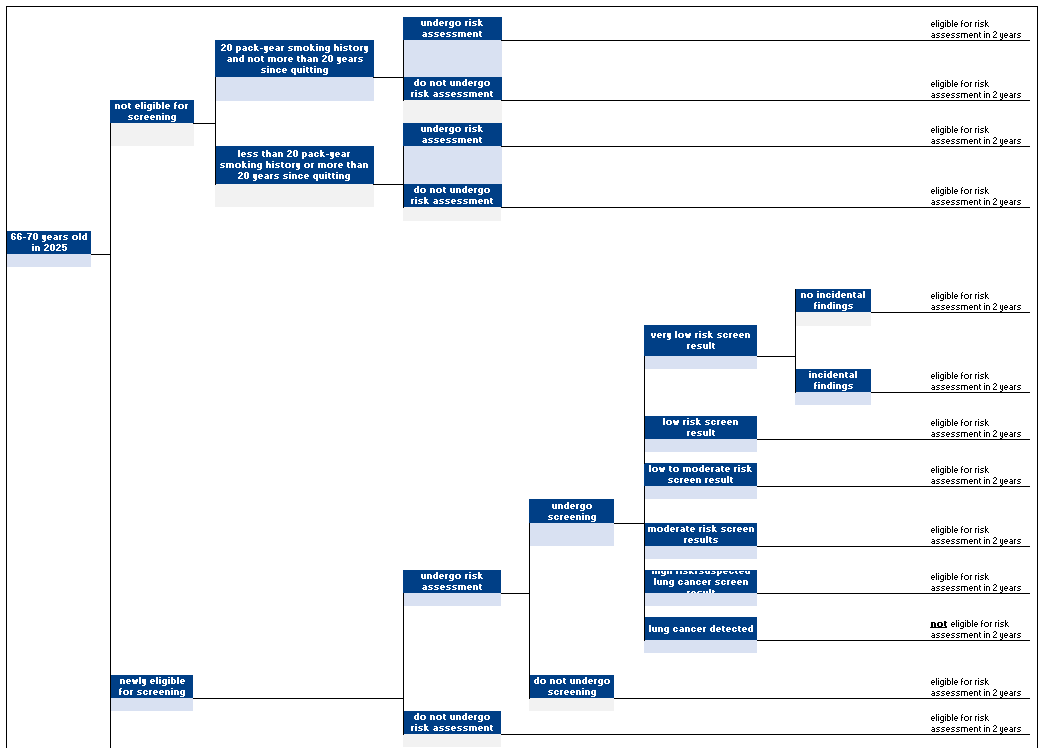 undergo risk
assessment
eligible for risk
assessment in 2 years
20 pack-year smoking history
and not more than 20 years
since quitting
do not undergo
risk assessment
eligible for risk
assessment in 2 years
not eligible for
screening
undergo risk
assessment
eligible for risk
assessment in 2 years
less than 20 pack-year
smoking history or more than
20 years since quitting
do not undergo
risk assessment
eligible for risk
assessment in 2 years
66-70 years old
in 2025
no incidental
findings
eligible for risk
assessment in 2 years
very low risk screen
result
incidental
findings
eligible for risk
assessment in 2 years
low risk screen
result
eligible for risk
assessment in 2 years
low to moderate risk
screen result
eligible for risk
assessment in 2 years
undergo
screening
moderate risk screen
results
eligible for risk
assessment in 2 years
undergo risk
assessment
high risk/suspected
lung cancer screen
result
eligible for risk
assessment in 2 years
lung cancer detected
not eligible for risk
assessment in 2 years
newly eligible
for screening
do not undergo
screening
eligible for risk
assessment in 2 years
do not undergo
risk assessment
eligible for risk
assessment in 2 years